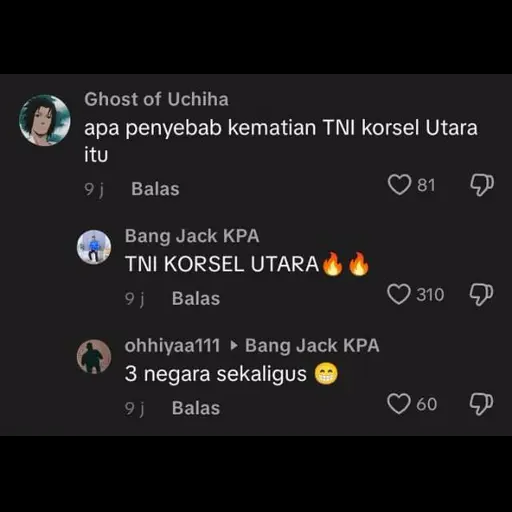 Ghost of Uchiha
apa penyebab kematian TNI korsel Utara
itu
9 j Balas 81
Bang Jack KPA
TNI KORSEL UTARA🔥🔥
9 j Balas 310
ohhiyaa111 ▸ Bang Jack KPA
3 negara sekaligus 😁
9 j Balas 60